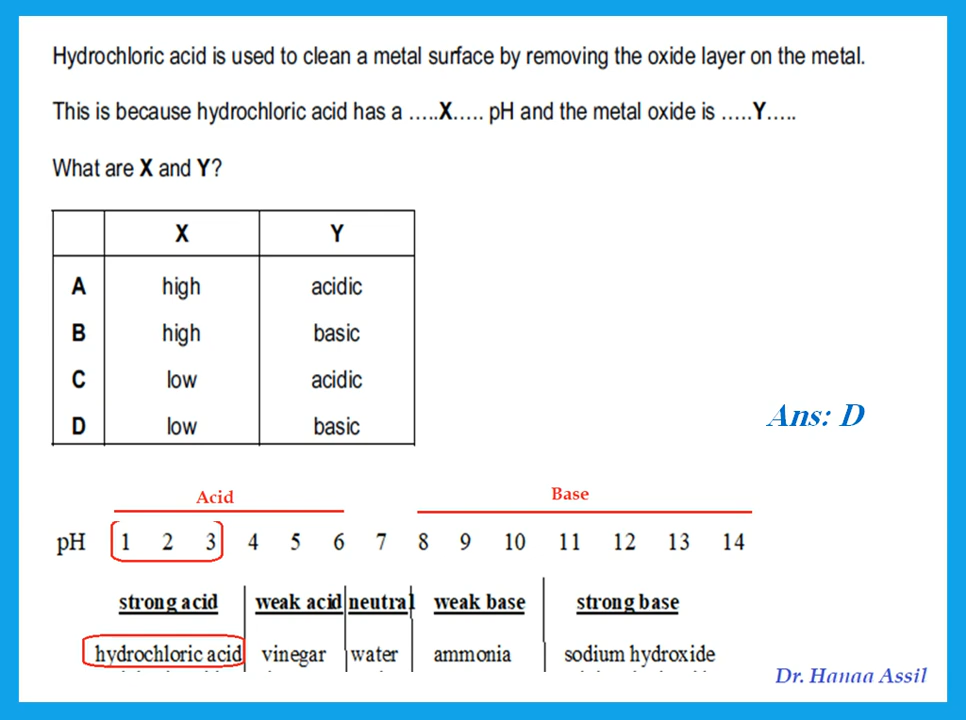 Hydrochloric acid is used to clean a metal surface by removing the oxide layer on the metal.
This is because hydrochloric acid has a .....X..... pH and the metal oxide is .....Y.....
What are X and Y?
X Y
A high acidic
B high basic
C low acidic
D low basic
Ans: D
Acid Base
pH 1 2 3 4 5 6 7 8 9 10 11 12 13 14
strong acid weak acid neutral weak base strong base
hydrochloric acid vinegar water ammonia sodium hydroxide
Dr. Hanaa Assil